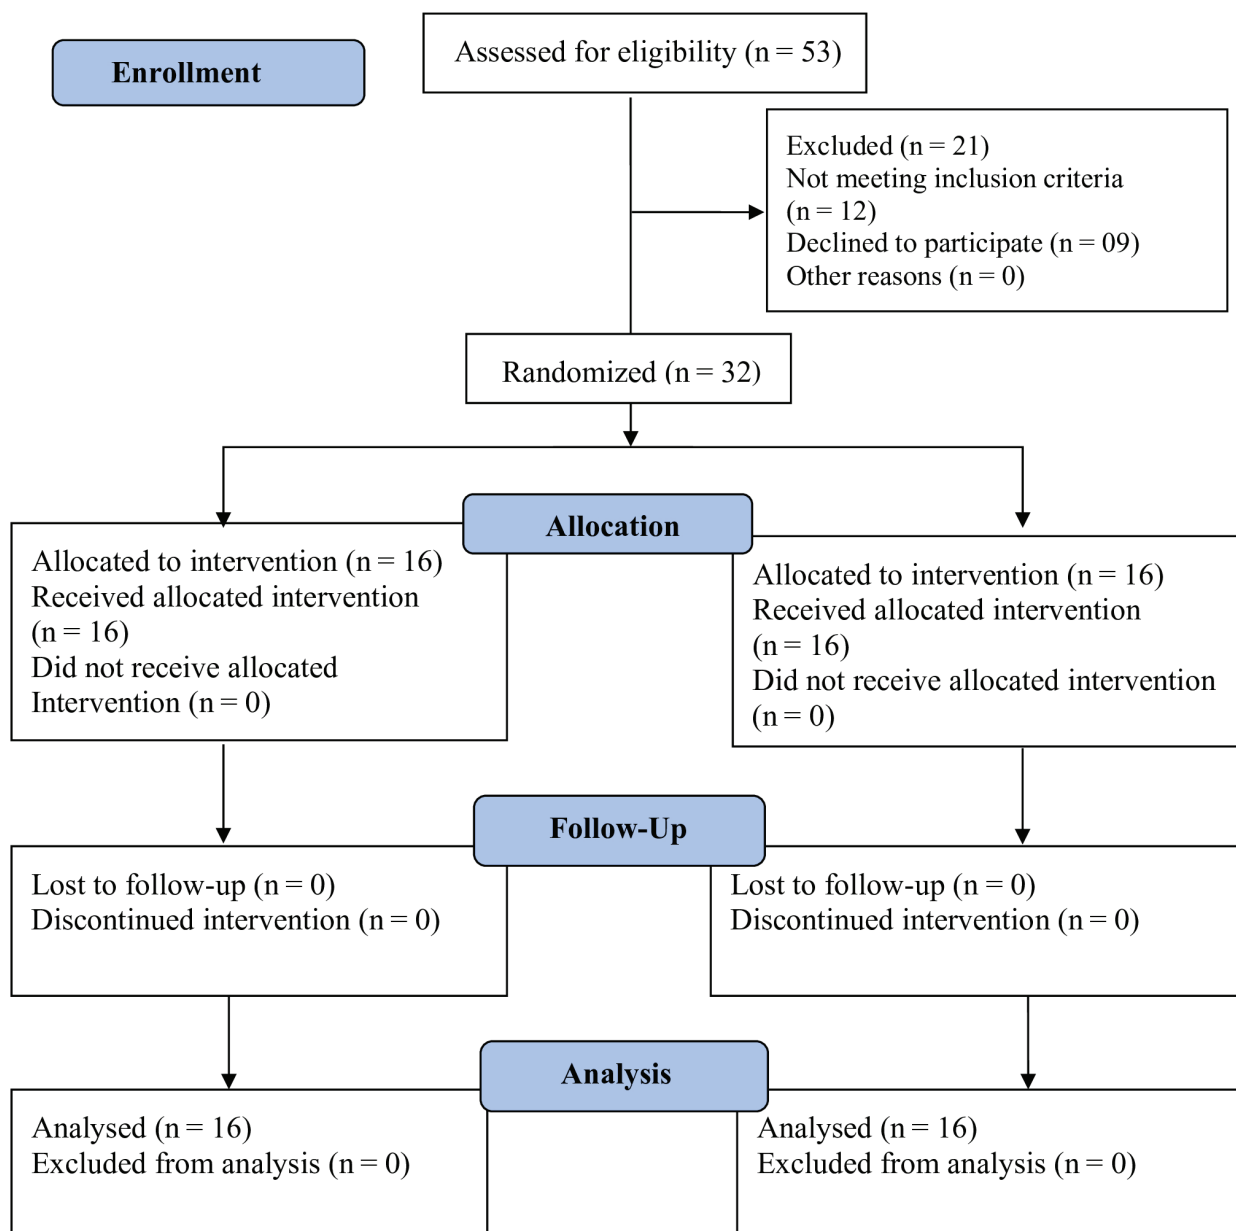 Enrollment
Assessed for eligibility (n = 53)
Excluded (n = 21)
Not meeting inclusion criteria
(n = 12)
Declined to participate (n = 09)
Other reasons (n = 0)
Randomized (n = 32)
Allocation
Allocated to intervention (n = 16)
Received allocated intervention
(n = 16)
Did not receive allocated
Intervention (n = 0)
Allocated to intervention (n = 16)
Received allocated intervention
(n = 16)
Did not receive allocated intervention
(n = 0)
Follow-Up
Lost to follow-up (n = 0)
Discontinued intervention (n = 0)
Lost to follow-up (n = 0)
Discontinued intervention (n = 0)
Analysis
Analysed (n = 16)
Excluded from analysis (n = 0)
Analysed (n = 16)
Excluded from analysis (n = 0)